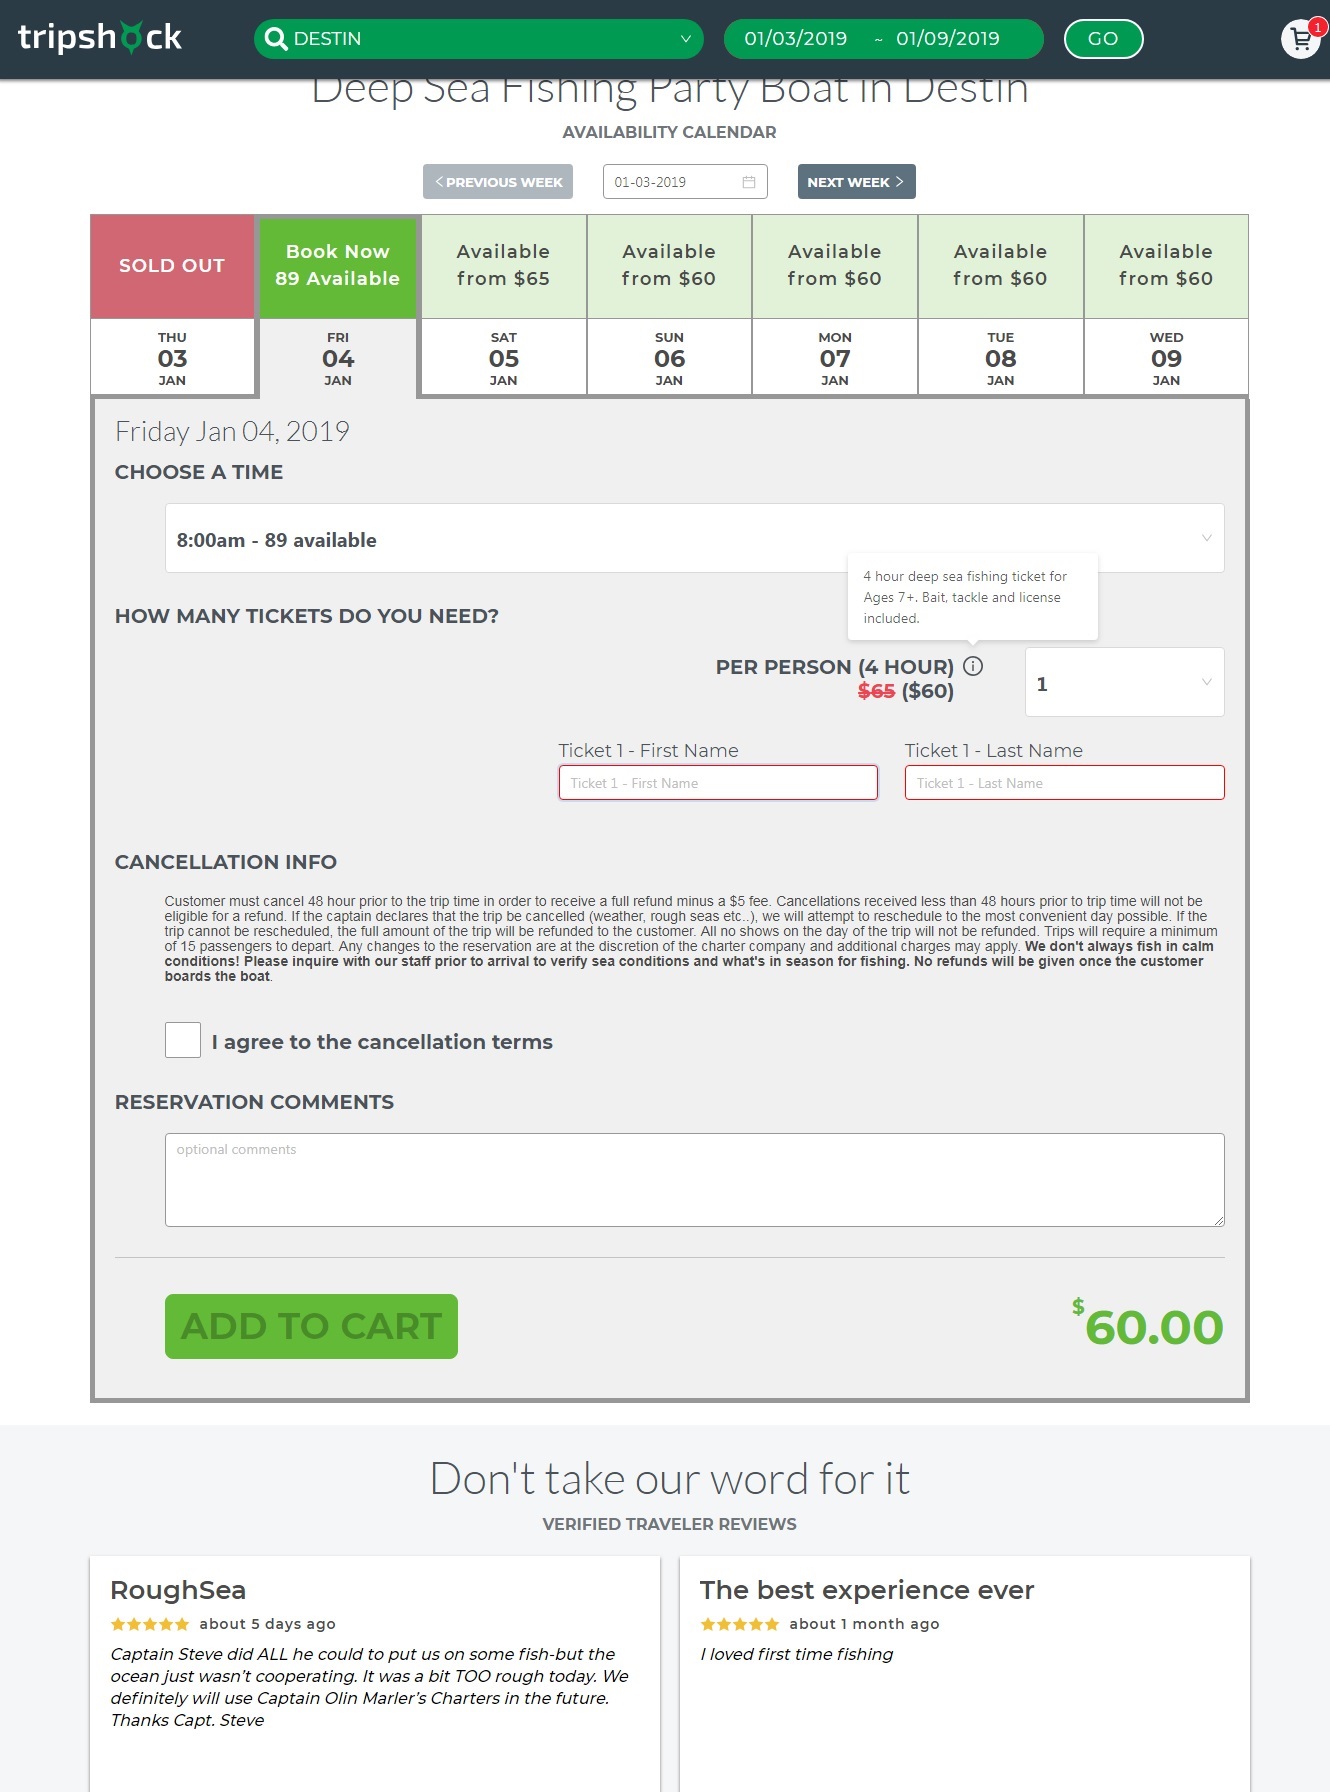 tripshock
DESTIN
01/03/2019 ~ 01/09/2019
GO
1
Deep Sea Fishing Party Boat in Destin
AVAILABILITY CALENDAR
< PREVIOUS WEEK
01-03-2019
NEXT WEEK >
SOLD OUT
Book Now
89 Available
Available
from $65
Available
from $60
Available
from $60
Available
from $60
Available
from $60
THU
03
JAN
FRI
04
JAN
SAT
05
JAN
SUN
06
JAN
MON
07
JAN
TUE
08
JAN
WED
09
JAN
Friday Jan 04, 2019
CHOOSE A TIME
8:00am - 89 available
4 hour deep sea fishing ticket for
Ages 7+. Bait, tackle and license
included.
HOW MANY TICKETS DO YOU NEED?
PER PERSON (4 HOUR)
$65 ($60)
1
Ticket 1 - First Name
Ticket 1 - Last Name
Ticket 1 - First Name
Ticket 1 - Last Name
CANCELLATION INFO
Customer must cancel 48 hour prior to the trip time in order to receive a full refund minus a $5 fee. Cancellations received less than 48 hours prior to trip time will not be
eligible for a refund. If the captain declares that the trip be cancelled (weather, rough seas etc..), we will attempt to reschedule to the most convenient day possible. If the
trip cannot be rescheduled, the full amount of the trip will be refunded to the customer. All no shows on the day of the trip will not be refunded. Trips will require a minimum
of 15 passengers to depart. Any changes to the reservation are at the discretion of the charter company and additional charges may apply. We don't always fish in calm
conditions! Please inquire with our staff prior to arrival to verify sea conditions and what's in season for fishing. No refunds will be given once the customer
boards the boat.
I agree to the cancellation terms
RESERVATION COMMENTS
optional comments
ADD TO CART
$60.00
Don't take our word for it
VERIFIED TRAVELER REVIEWS
RoughSea
about 5 days ago
Captain Steve did ALL he could to put us on some fish-but the
ocean just wasn’t cooperating. It was a bit TOO rough today. We
definitely will use Captain Olin Marler’s Charters in the future.
Thanks Capt. Steve
The best experience ever
about 1 month ago
I loved first time fishing